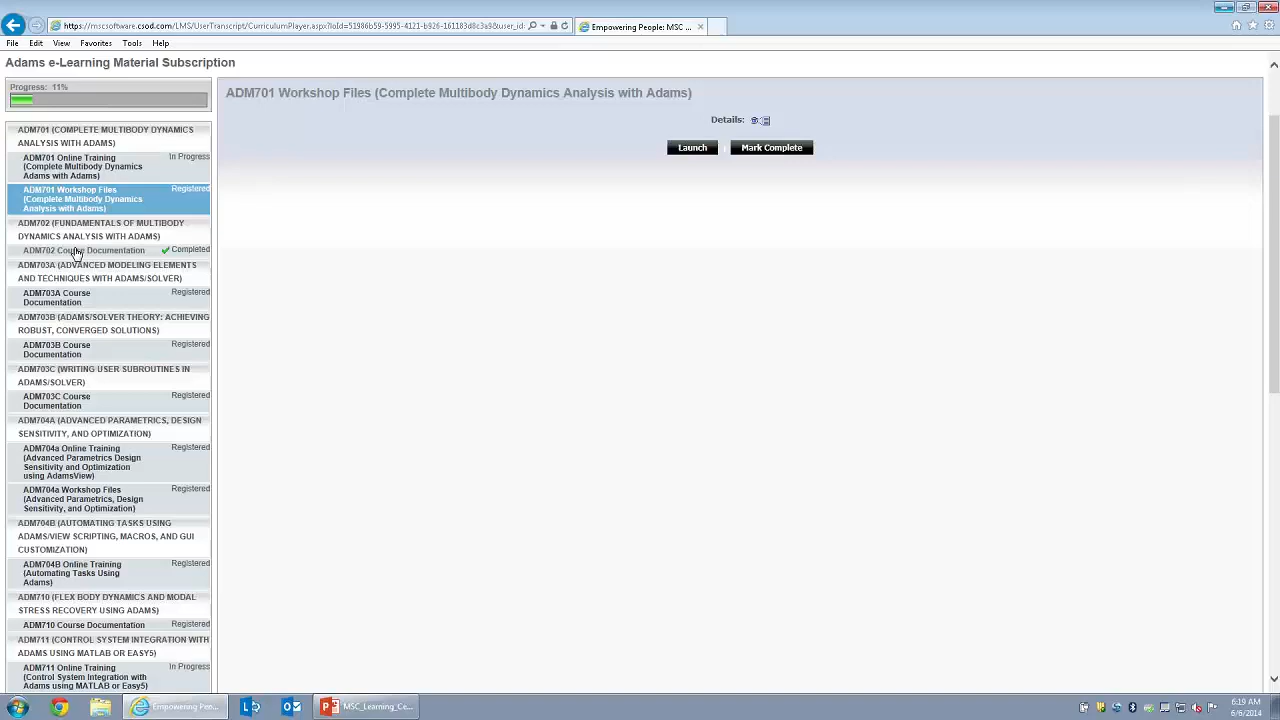 https://mscsoftware.csod.com/LMS/UserTranscript/CurriculumPlayer.aspx?loId=51986b59-5995-4121-b926-161183d8c3a9&user_id:
Empowering People: MSC ...
File Edit View Favorites Tools Help
Adams e-Learning Material Subscription
Progress: 11%
ADM701 (COMPLETE MULTIBODY DYNAMICS
ANALYSIS WITH ADAMS)
ADM701 Online Training In Progress
(Complete Multibody Dynamics
Adams with Adams)
ADM701 Workshop Files Registered
(Complete Multibody Dynamics
Analysis with Adams)
ADM702 (FUNDAMENTALS OF MULTIBODY
DYNAMICS ANALYSIS WITH ADAMS)
ADM702 Course Documentation Completed
ADM703A (ADVANCED MODELING ELEMENTS
AND TECHNIQUES WITH ADAMS/SOLVER)
ADM703A Course Registered
Documentation
ADM703B (ADAMS/SOLVER THEORY: ACHIEVING
ROBUST, CONVERGED SOLUTIONS)
ADM703B Course Registered
Documentation
ADM703C (WRITING USER SUBROUTINES IN
ADAMS/SOLVER)
ADM703C Course Registered
Documentation
ADM704A (ADVANCED PARAMETRICS, DESIGN
SENSITIVITY, AND OPTIMIZATION)
ADM704a Online Training Registered
(Advanced Parametrics Design
Sensitivity and Optimization
using AdamsView)
ADM704a Workshop Files Registered
(Advanced Parametrics, Design
Sensitivity, and Optimization)
ADM704B (AUTOMATING TASKS USING
ADAMS/VIEW SCRIPTING, MACROS, AND GUI
CUSTOMIZATION)
ADM704B Online Training Registered
(Automating Tasks Using
Adams)
ADM710 (FLEX BODY DYNAMICS AND MODAL
STRESS RECOVERY USING ADAMS)
ADM710 Course Documentation Registered
ADM711 (CONTROL SYSTEM INTEGRATION WITH
ADAMS USING MATLAB OR EASY5)
ADM711 Online Training In Progress
(Control System Integration with
Adams using MATLAB or Easy5)
ADM701 Workshop Files (Complete Multibody Dynamics Analysis with Adams)
Details:
Launch Mark Complete
Empowering Peo...
MSC_Learning_Ce...
6:19 AM
6/6/2014